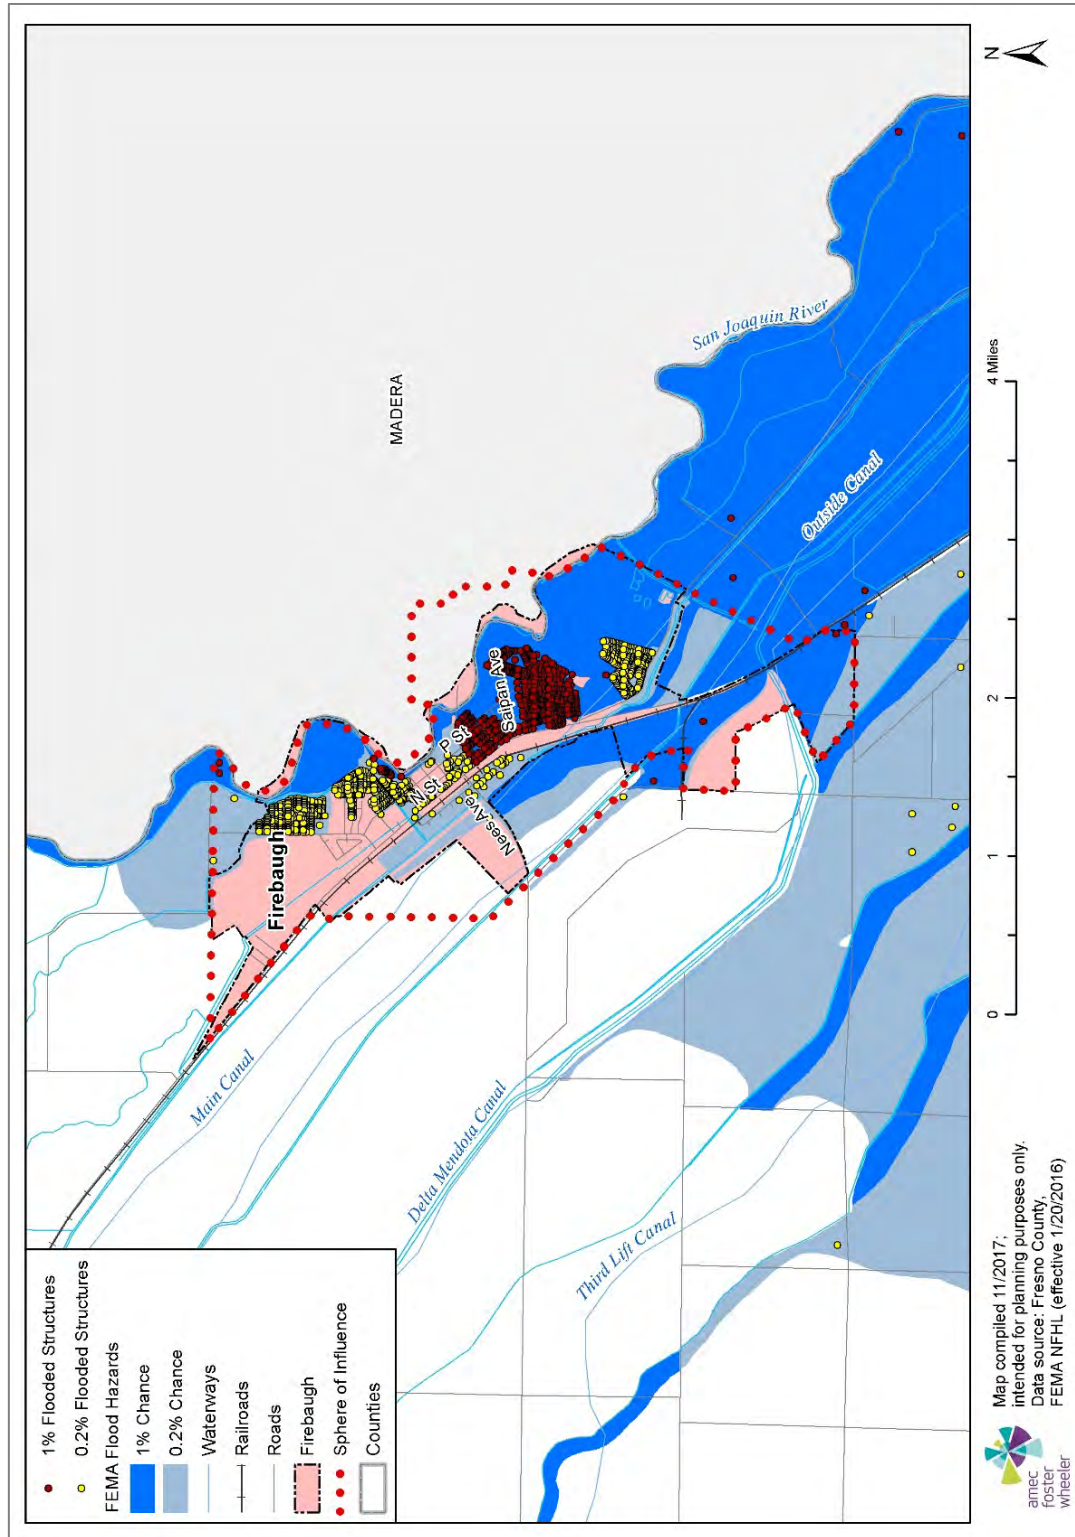 1% Flooded Structures
0.2% Flooded Structures
FEMA Flood Hazards
1% Chance
0.2% Chance
Waterways
Railroads
Roads
Firebaugh
Sphere of Influence
Counties
MADERA
San Joaquin River
Firebaugh
N St
P St
Saipan Ave
Nees Ave
Main Canal
Delta Mendota Canal
Outside Canal
Third Lift Canal
N
0
1
2
4 Miles
amec
foster
wheeler
Map compiled 11/2017;
intended for planning purposes only.
Data source: Fresno County,
FEMA NFHL (effective 1/20/2016)